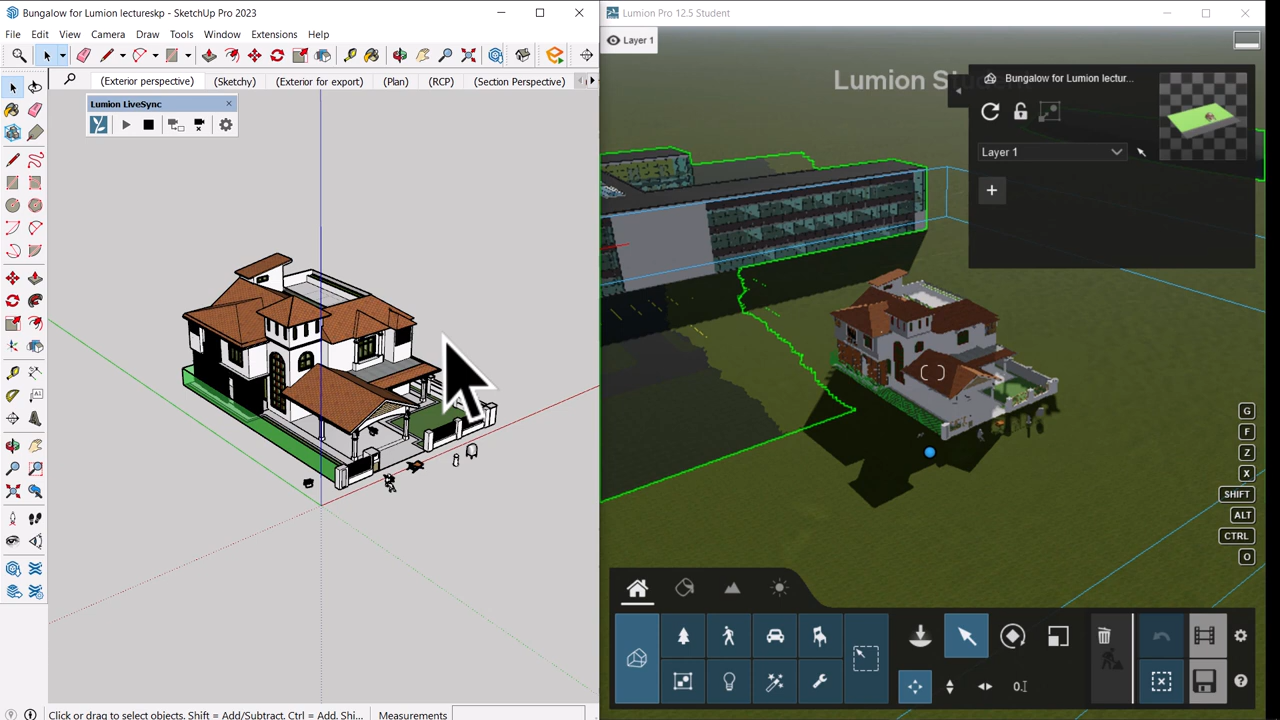 Bungalow for Lumion lectureskp - SketchUp Pro 2023
File Edit View Camera Draw Tools Window Extensions Help
(Exterior perspective) (Sketchy) (Exterior for export) (Plan) (RCP) (Section Perspective)
Lumion LiveSync
Click or drag to select objects. Shift = Add/Subtract. Ctrl = Add. Shi...
Measurements
Lumion Pro 12.5 Student
Layer 1
Bungalow for Lumion lectur...
Layer 1
G
F
Z
X
SHIFT
ALT
CTRL
O